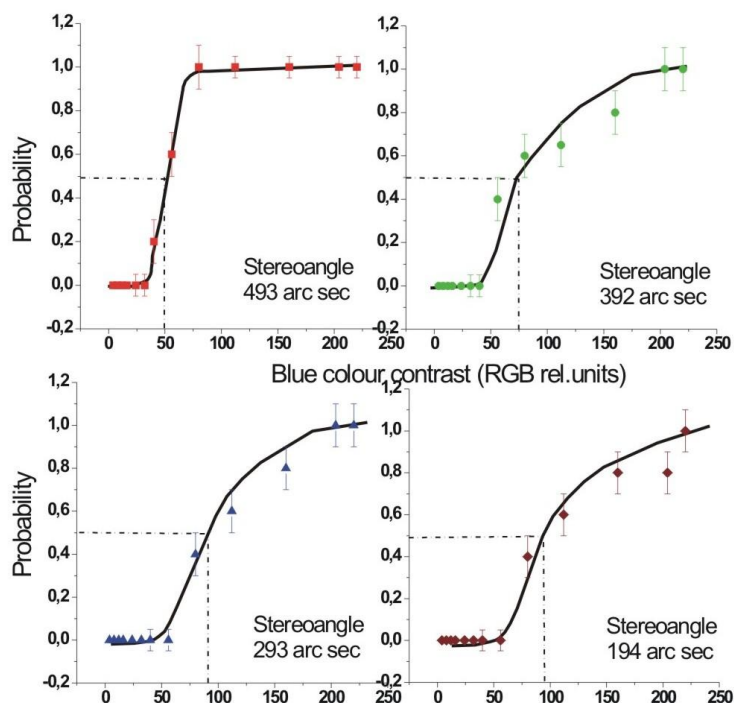 1,2
1,0
0,8
0,6
0,4
0,2
0,0
-0,2
Probability
Stereoangle
493 arc sec
0 50 100 150 200 250
1,2
1,0
0,8
0,6
0,4
0,2
0,0
-0,2
Stereoangle
392 arc sec
0 50 100 150 200 250
Blue colour contrast (RGB rel.units)
1,2
1,0
0,8
0,6
0,4
0,2
0,0
-0,2
Probability
Stereoangle
293 arc sec
0 50 100 150 200 250
1,2
1,0
0,8
0,6
0,4
0,2
0,0
-0,2
Stereoangle
194 arc sec
0 50 100 150 200 250